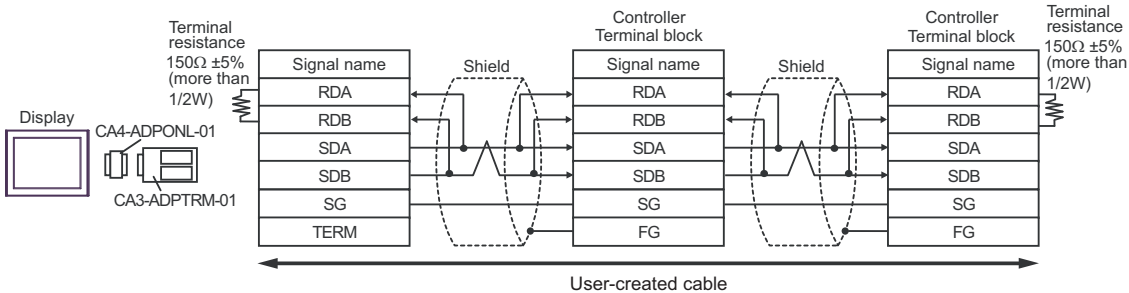 Terminal
resistance
150Ω ±5%
(more than
1/2W)
Controller
Terminal block
Controller
Terminal block
Terminal
resistance
150Ω ±5%
(more than
1/2W)
Display
CA4-ADPONL-01
CA3-ADPTRM-01
Signal name
RDA
RDB
SDA
SDB
SG
TERM
Shield
Signal name
RDA
RDB
SDA
SDB
SG
FG
Shield
Signal name
RDA
RDB
SDA
SDB
SG
FG
User-created cable